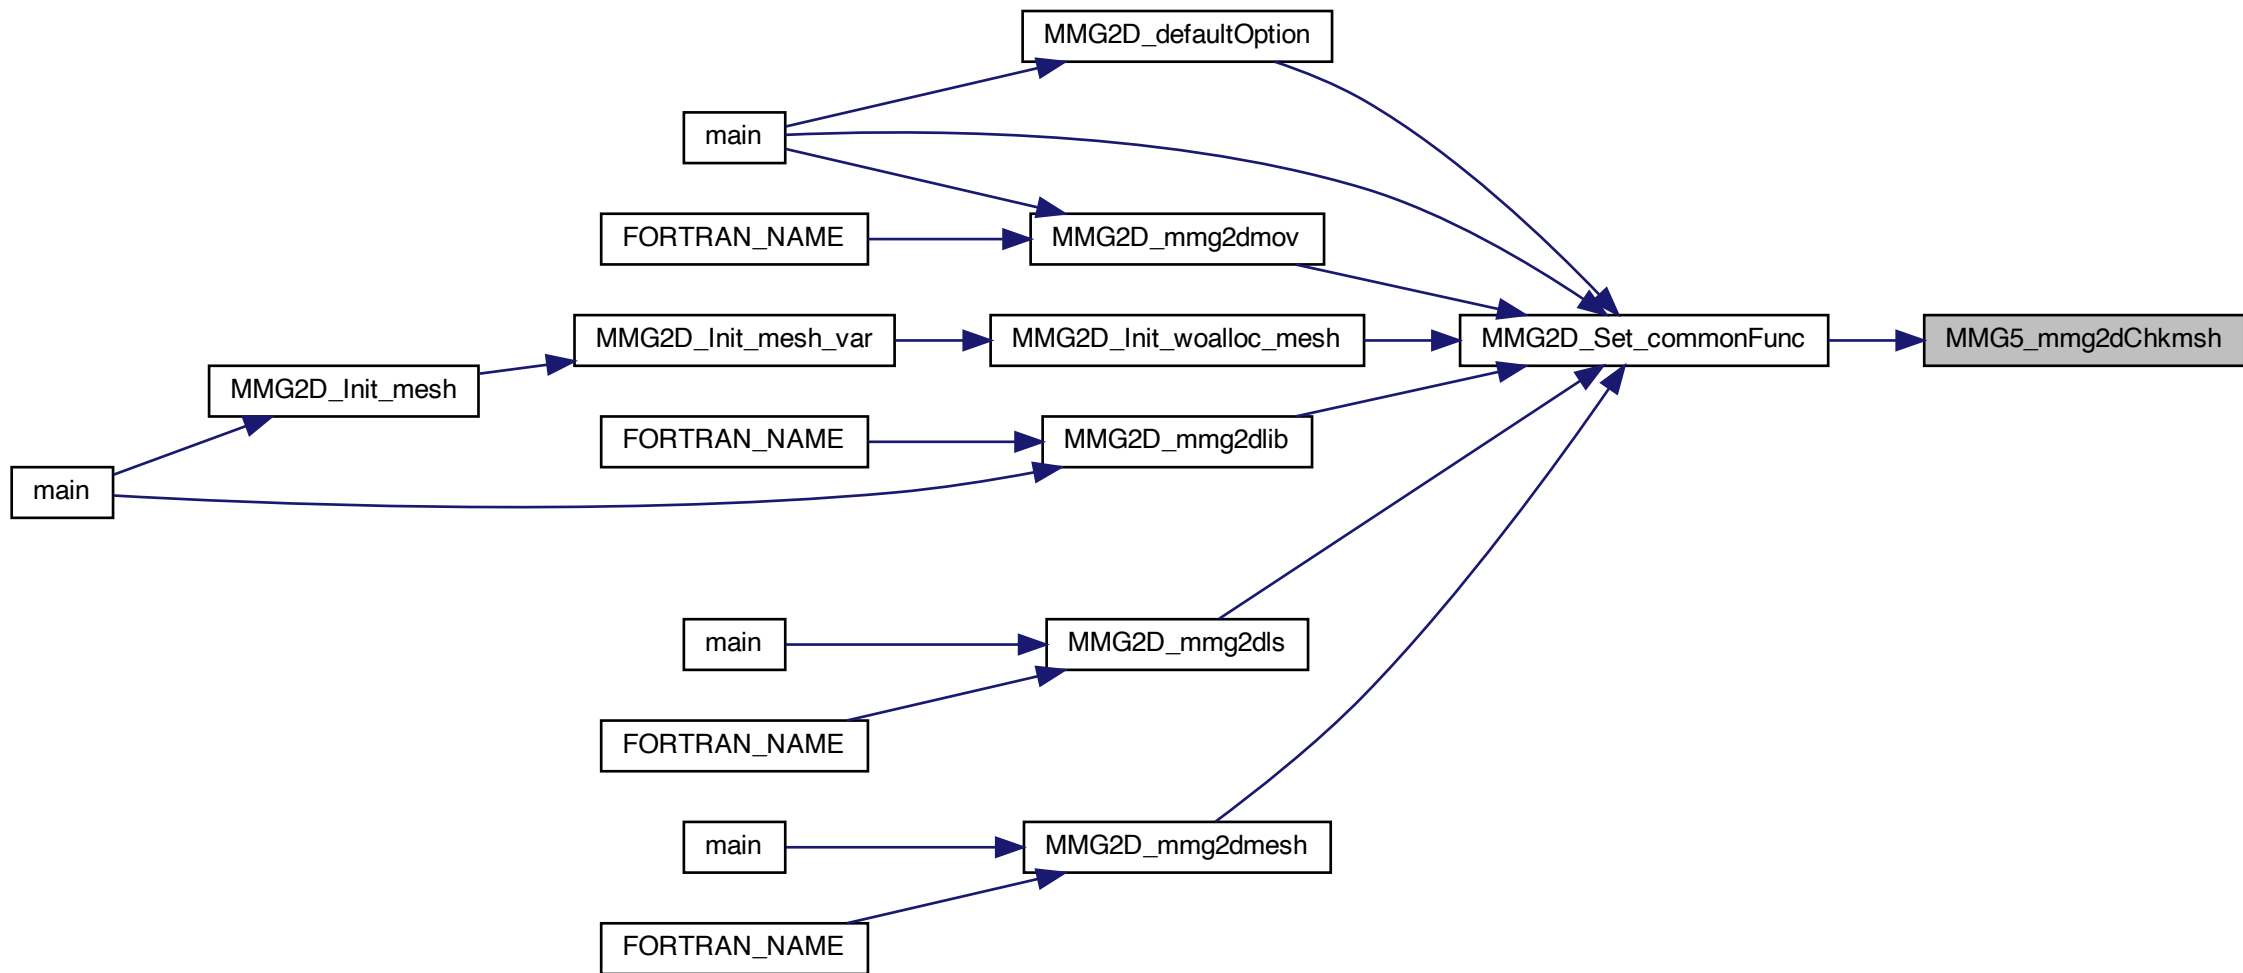 MMG2D_defaultOption
main
FORTRAN_NAME
MMG2D_mmg2dmov
MMG2D_Init_mesh_var
MMG2D_Init_woalloc_mesh
MMG2D_Set_commonFunc
MMG5_mmg2dChkmsh
MMG2D_Init_mesh
FORTRAN_NAME
MMG2D_mmg2dlib
main
main
MMG2D_mmg2dls
FORTRAN_NAME
main
MMG2D_mmg2dmesh
FORTRAN_NAME